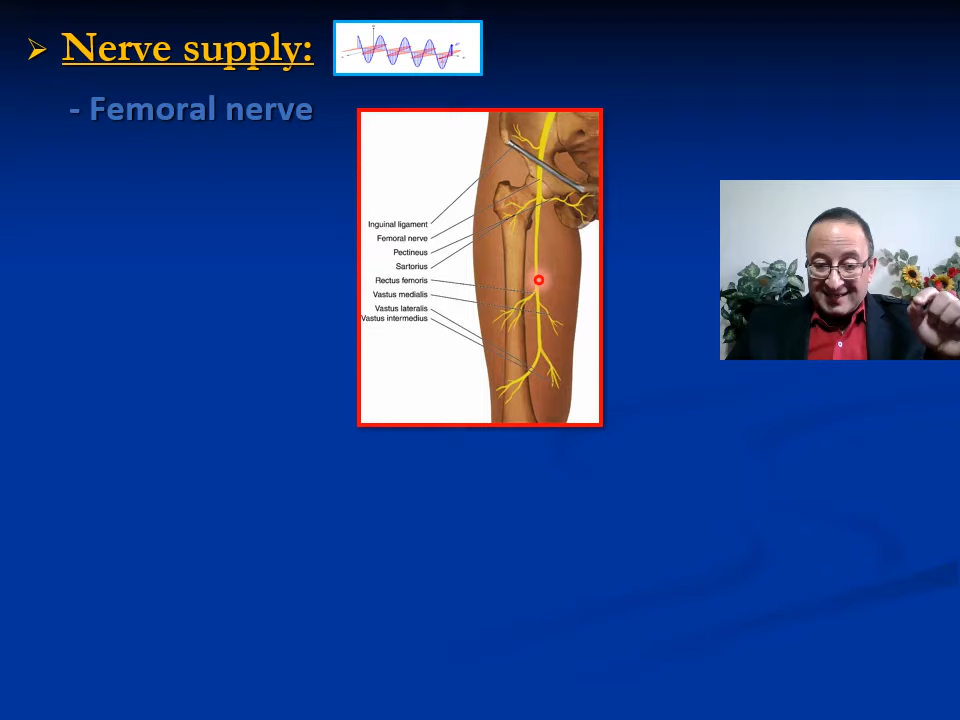 Nerve supply:
- Femoral nerve
Inguinal ligament
Femoral nerve
Pectineus
Sartorius
Rectus femoris
Vastus medialis
Vastus lateralis
Vastus intermedius